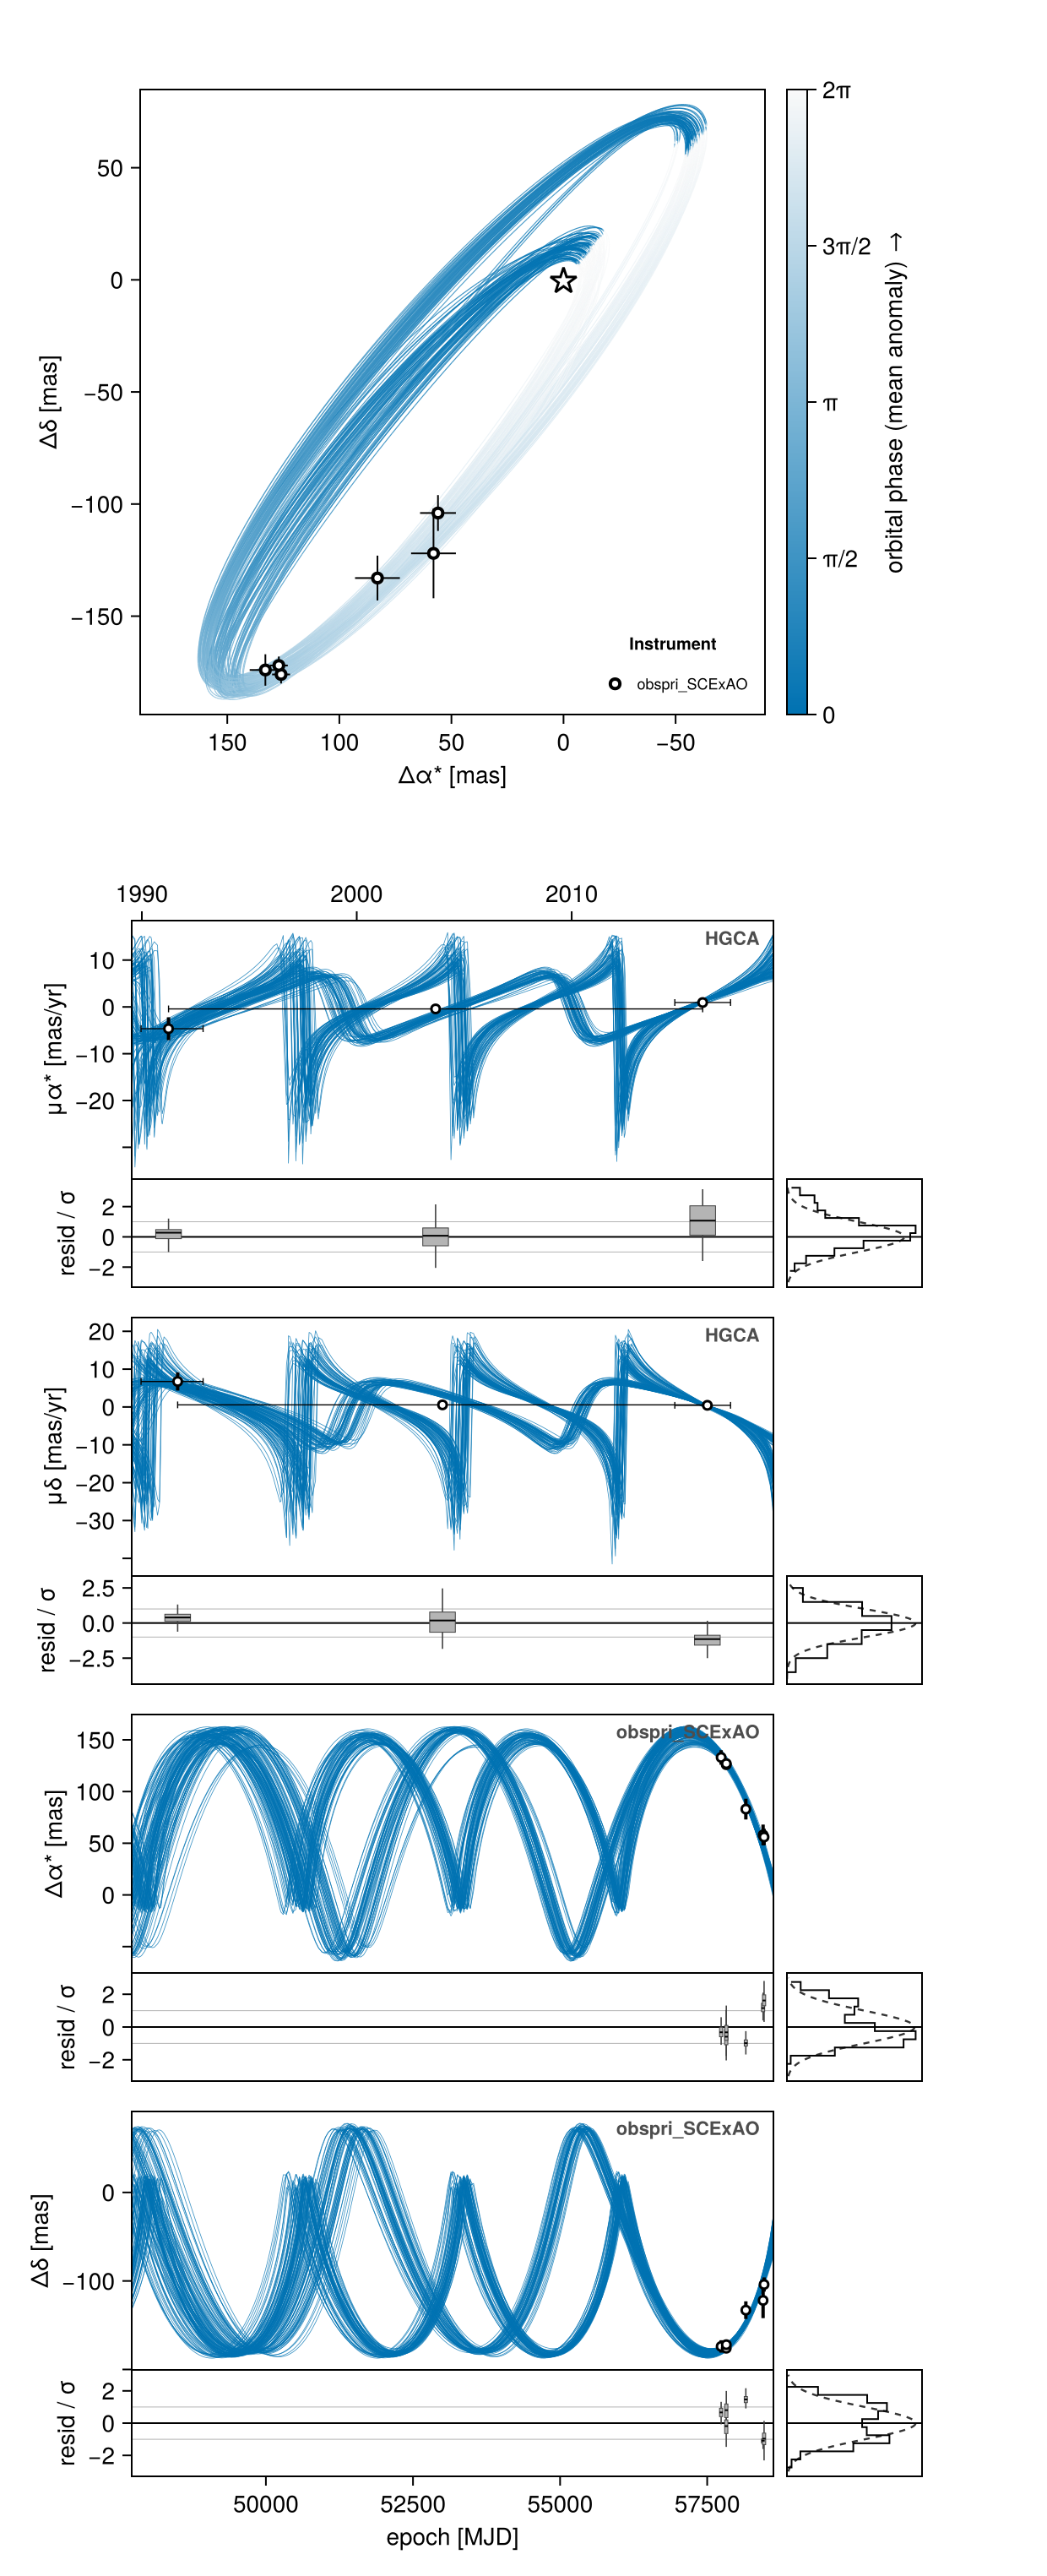 2π
50
3π/2
0
−50
π
−100
π/2
−150
Instrument
obspri_SCExAO
0
150 100 50 0 −50
Δα* [mas]
Δδ [mas]
orbital phase (mean anomaly) →
1990 2000 2010
HGCA
10
0
−10
−20
μα* [mas/yr]
2
0
−2
resid / σ
HGCA
20
10
0
−10
−20
−30
μδ [mas/yr]
2.5
0.0
−2.5
resid / σ
obspri_SCExAO
150
100
50
0
Δα* [mas]
2
0
−2
resid / σ
obspri_SCExAO
0
−100
Δδ [mas]
2
0
−2
resid / σ
50000 52500 55000 57500
epoch [MJD]